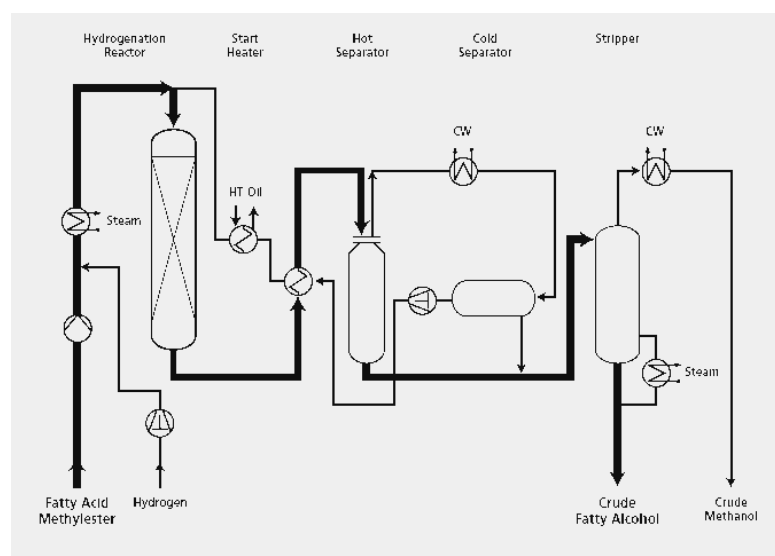 Hydrogenation
Reactor
Start
Heater
Hot
Separator
Cold
Separator
Stripper
CW
CW
HT Oil
Steam
Steam
Fatty Acid
Methylester
Hydrogen
Crude
Fatty Alcohol
Crude
Methanol